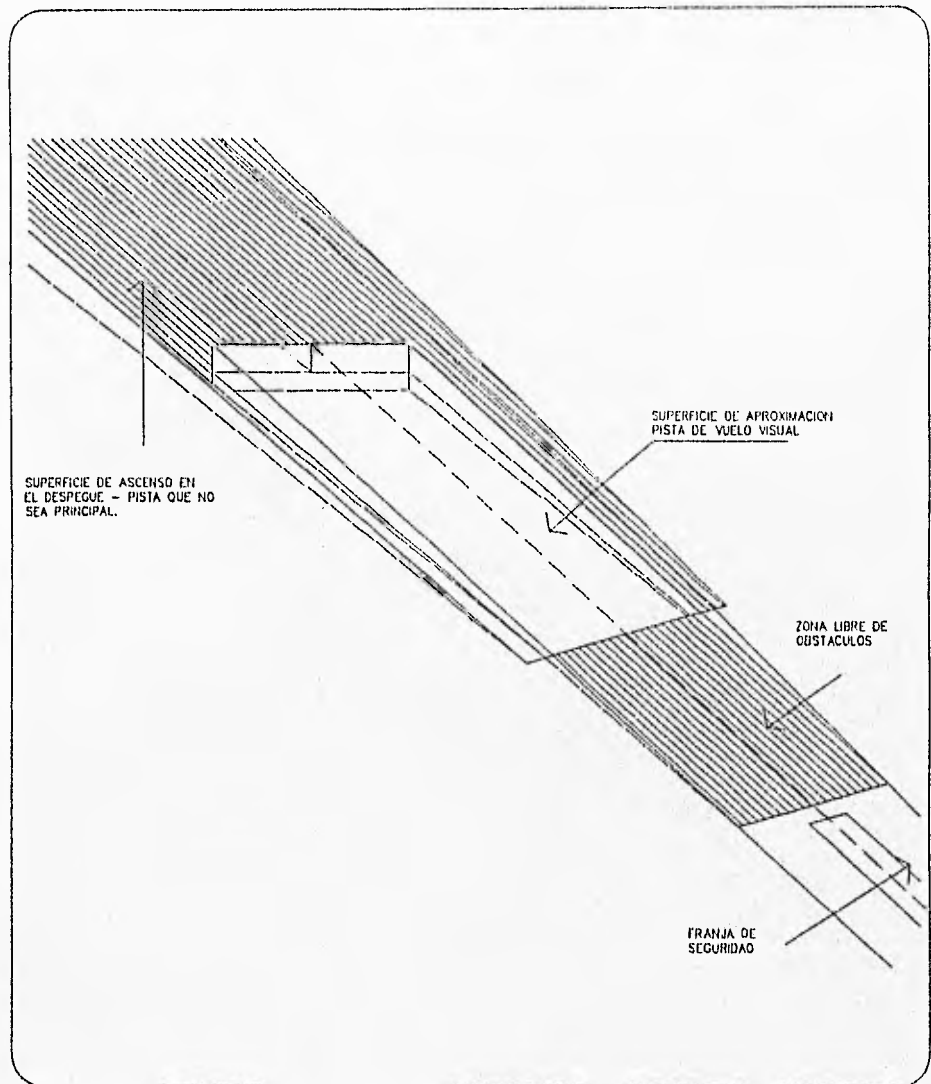 SUPERFICIE DE APROXIMACION
PISTA DE VUELO VISUAL
SUPERFICIE DE ASCENSO EN
EL DESPEGUE - PISTA QUE NO
SEA PRINCIPAL.
ZONA LIBRE DE
OBSTACULOS
FRANJA DE
SEGURIDAD